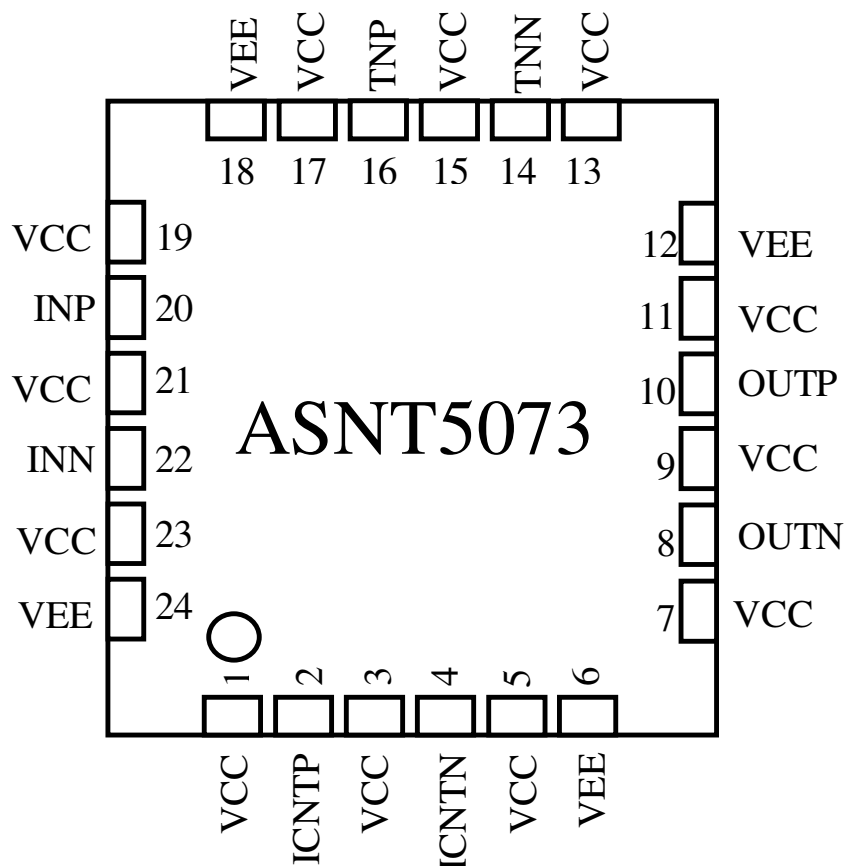 VEE VCC TNP VCC TNN VCC
18 17 16 15 14 13
VCC 19
12 VEE
INP 20
11 VCC
VCC 21
10 OUTP
ASNT5073
INN 22
9 VCC
VCC 23
8 OUTN
VEE 24
7 VCC
1 2 3 4 5 6
VCC ICNTP VCC ICNTN VCC VEE